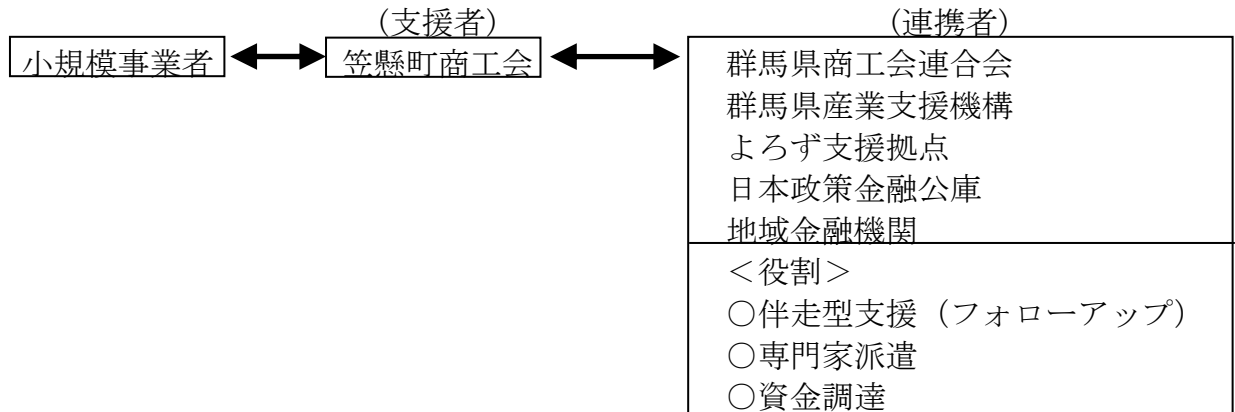 (支援者)
(連携者)
小規模事業者
笠懸町商工会
群馬県商工会連合会
群馬県産業支援機構
よろず支援拠点
日本政策金融公庫
地域金融機関
＜役割＞
○伴走型支援（フォローアップ）
○専門家派遣
○資金調達